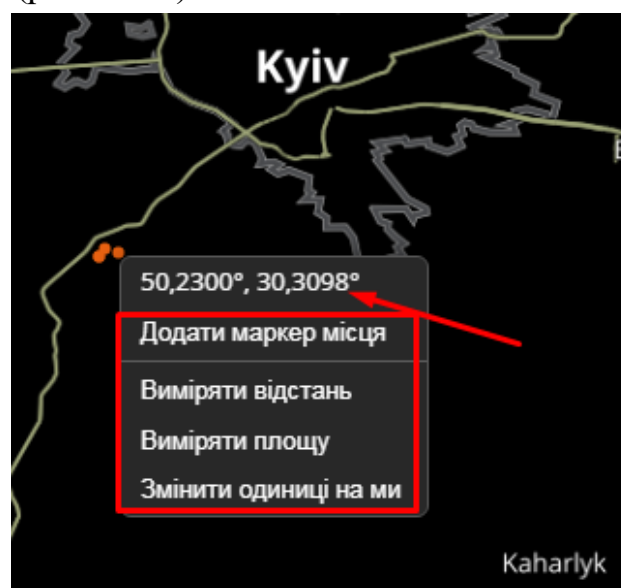 Kyiv
50,2300°, 30,3098°
Додати маркер місця
Виміряти відстань
Виміряти площу
Змінити одиниці на ми
Kaharlyk